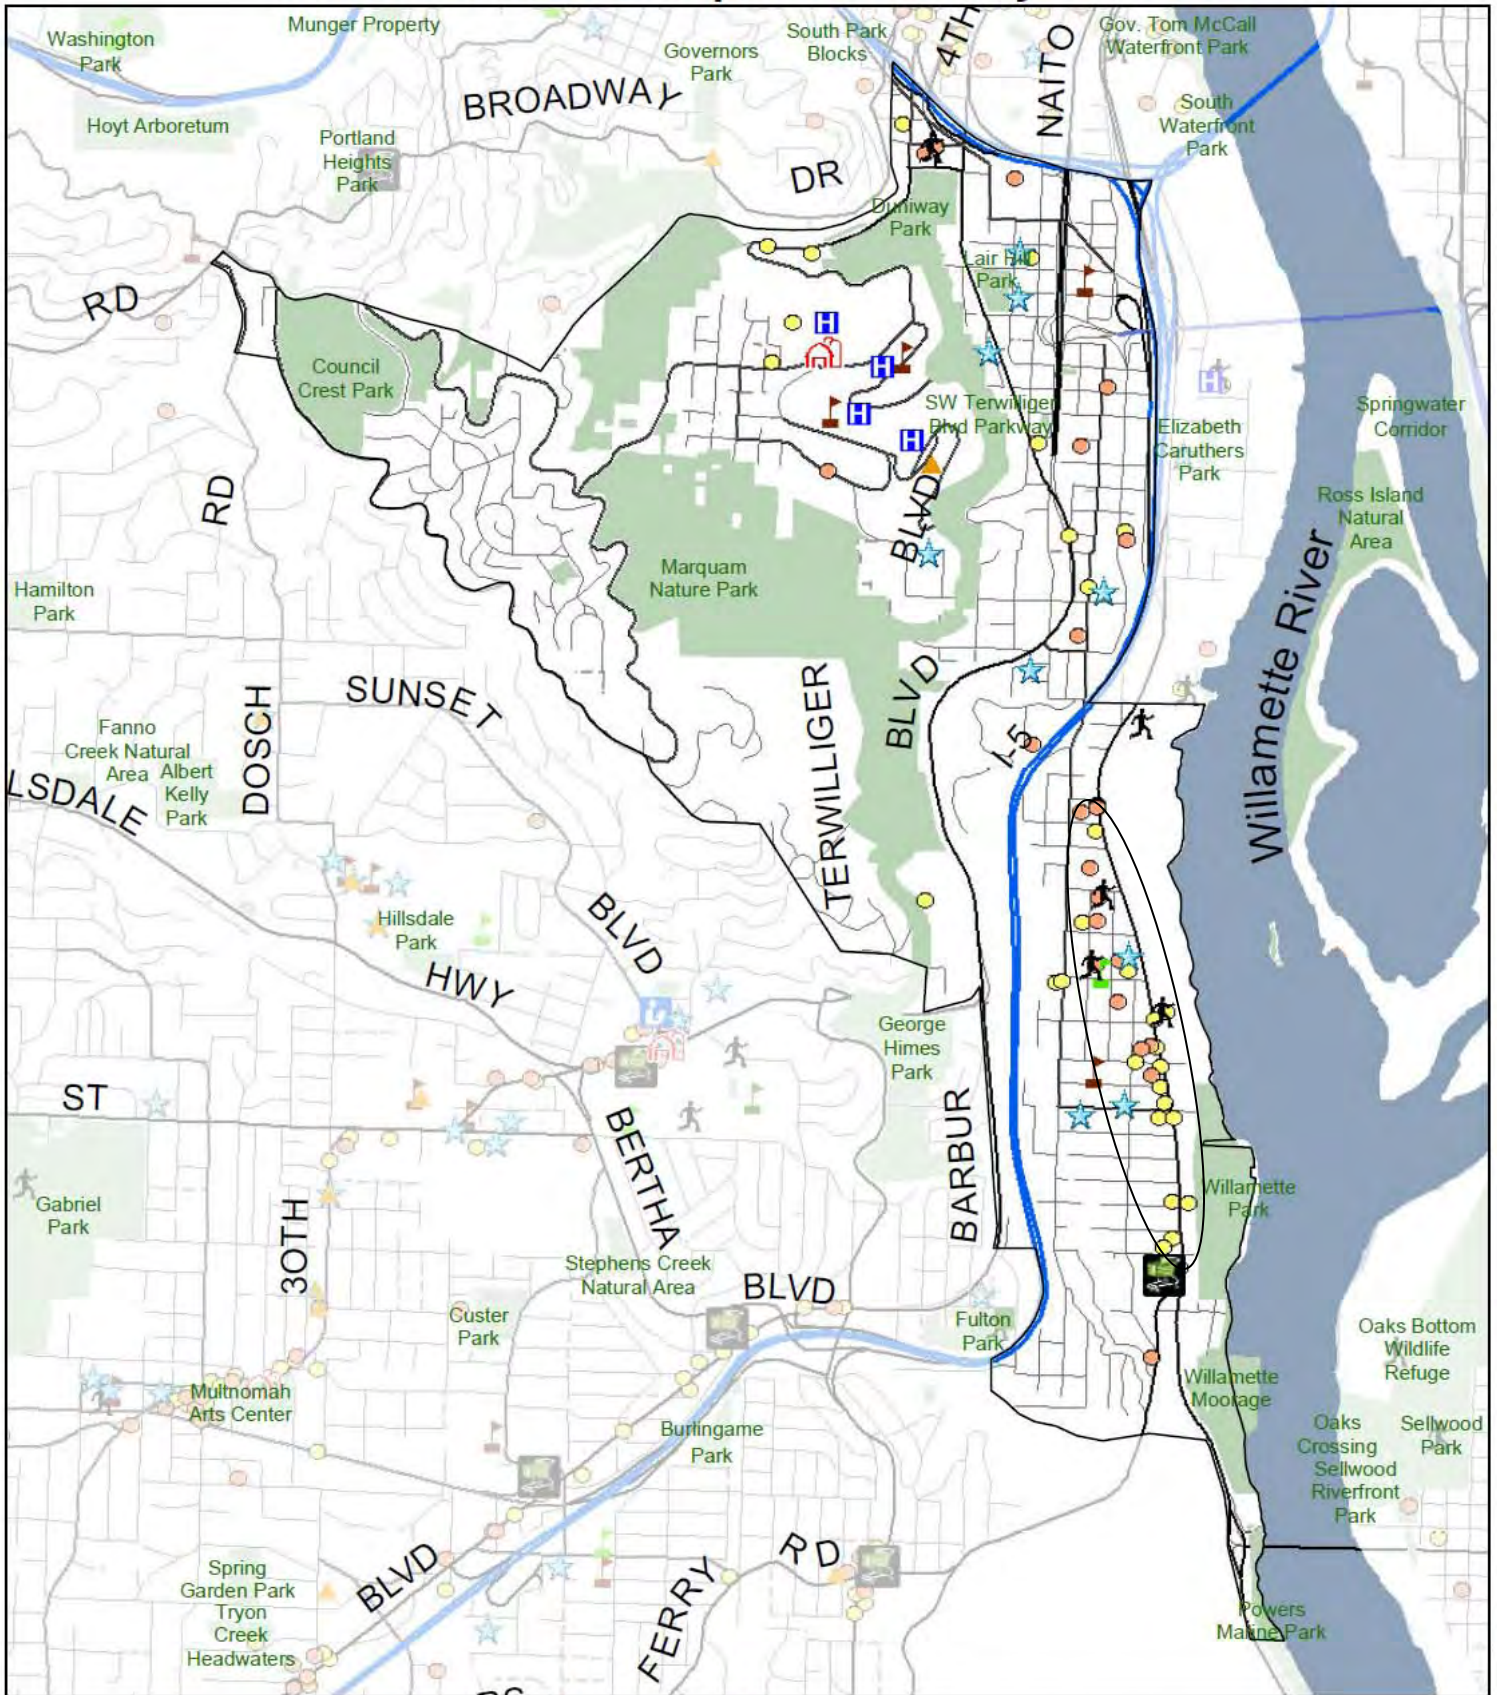 Munger Property
Washington
Park
South Park
Blocks
4TH
NAITO
Gov. Tom McCall
Waterfront Park
Governors
Park
BROADWAY
Hoyt Arboretum
Portland
Heights
Park
South
Waterfront
Park
DR
Duniway
Park
Lair Hill
Park
RD
Council
Crest Park
SW Terwilliger
Blvd Parkway
Elizabeth
Caruthers
Park
Springwater
Corridor
RD
BLVD
Ross Island
Natural
Area
Marquam
Nature Park
Hamilton
Park
Willamette River
SUNSET
DOSCH
TERWILLIGER
BLVD
I-5
Fanno
Creek Natural
Area
Albert
Kelly
Park
LSDALE
BLVD
Hillsdale
Park
HWY
George
Himes
Park
ST
BERTHA
BARBUR
Gabriel
Park
30TH
Willamette
Park
Stephens Creek
Natural Area
BLVD
Custer
Park
Fulton
Park
Oaks Bottom
Wildlife
Refuge
Multnomah
Arts Center
Willamette
Moorage
Burlingame
Park
Oaks
Crossing
Sellwood
Riverfront
Park
Sellwood
Park
BLVD
RD
FERRY
Spring
Garden Park
Tryon
Creek
Headwaters
Powers
Marine Park